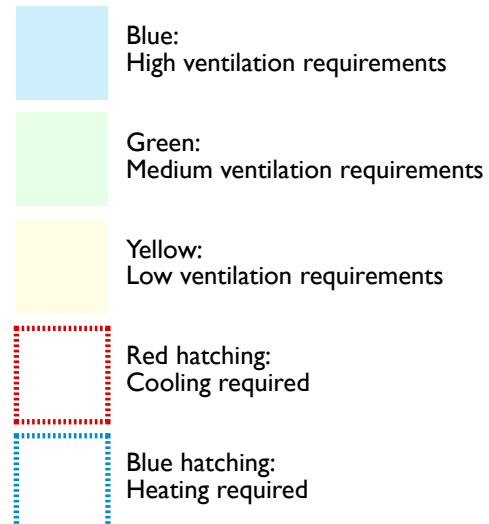 Blue:
High ventilation requirements
Green:
Medium ventilation requirements
Yellow:
Low ventilation requirements
Red hatching:
Cooling required
Blue hatching:
Heating required